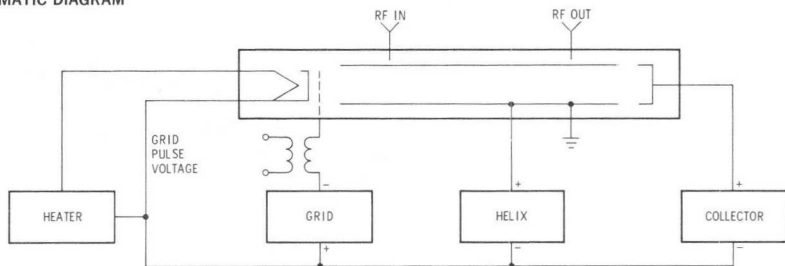 MATIC DIAGRAM
RF IN
RF OUT
GRID
PULSE
VOLTAGE
-
+
+
HEATER
GRID
HELIX
COLLECTOR
+
-
-